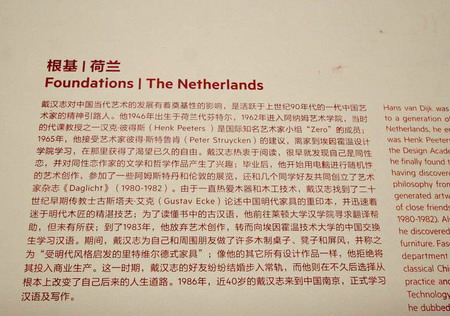 根基 | 荷兰
Foundations | The Netherlands
戴汉志对中国当代艺术的发展有着奠基性的影响，是活跃于上世纪90年代的一代中国艺
术家的精神引路人。他1946年出生于荷兰代芬特尔，1962年进入阿纳姆艺术学院，当时
的代课教授之一汉克·彼得斯（Henk Peeters）是国际知名艺术家小组“Zero”的成员；
1965年，他接受艺术家彼得·斯特鲁肯（Peter Struycken）的建议，离家到埃因霍温设计
学院学习，在那里获得了渴望已久的自由。戴汉志热衷于阅读，很早就发现自己是同性
恋，并对同性恋作家的文学和哲学作品产生了兴趣；毕业后，他开始用电脑进行随机性
的艺术创作，参加了一些阿姆斯特丹和伦敦的展览，还和几个同学好友共同创立了艺术
家杂志《Daglicht》（1980-1982）。由于一直热爱木器和木工技术，戴汉志找到了二十
世纪早期传教士古斯塔夫·艾克（Gustav Ecke）论述中国明代家具的重印本，并迅速着
迷于明代木匠的精湛技艺；为了读懂书中的古汉语，他前往莱顿大学汉学院寻求翻译帮
助，但未有所获；到了1983年，他放弃艺术创作，转而向埃因霍温技术大学的中国交换
生学习汉语。期间，戴汉志为自己和周围朋友做了许多木制桌子、凳子和屏风，并称之
为“受明代风格启发的里特维尔德式家具”；像他的其它所有设计作品一样，他拒绝将
其投入商业生产。这一时期，戴汉志的好友纷纷结婚步入常轨，而他则在不久后选择从
根本上改变了自己后来的人生道路。1986年，近40岁的戴汉志来到中国南京，正式学习
汉语及写作。
Hans van Dijk was
to a generation of
Netherlands, he en
was Henk Peeters
the Design Acade
he finally found t
having discovere
philosophy from
generated artwo
of close friends
1980-1982). Al
he discovered
furniture. Fasc
department
classical Chin
practice and
Technology
he dubbed